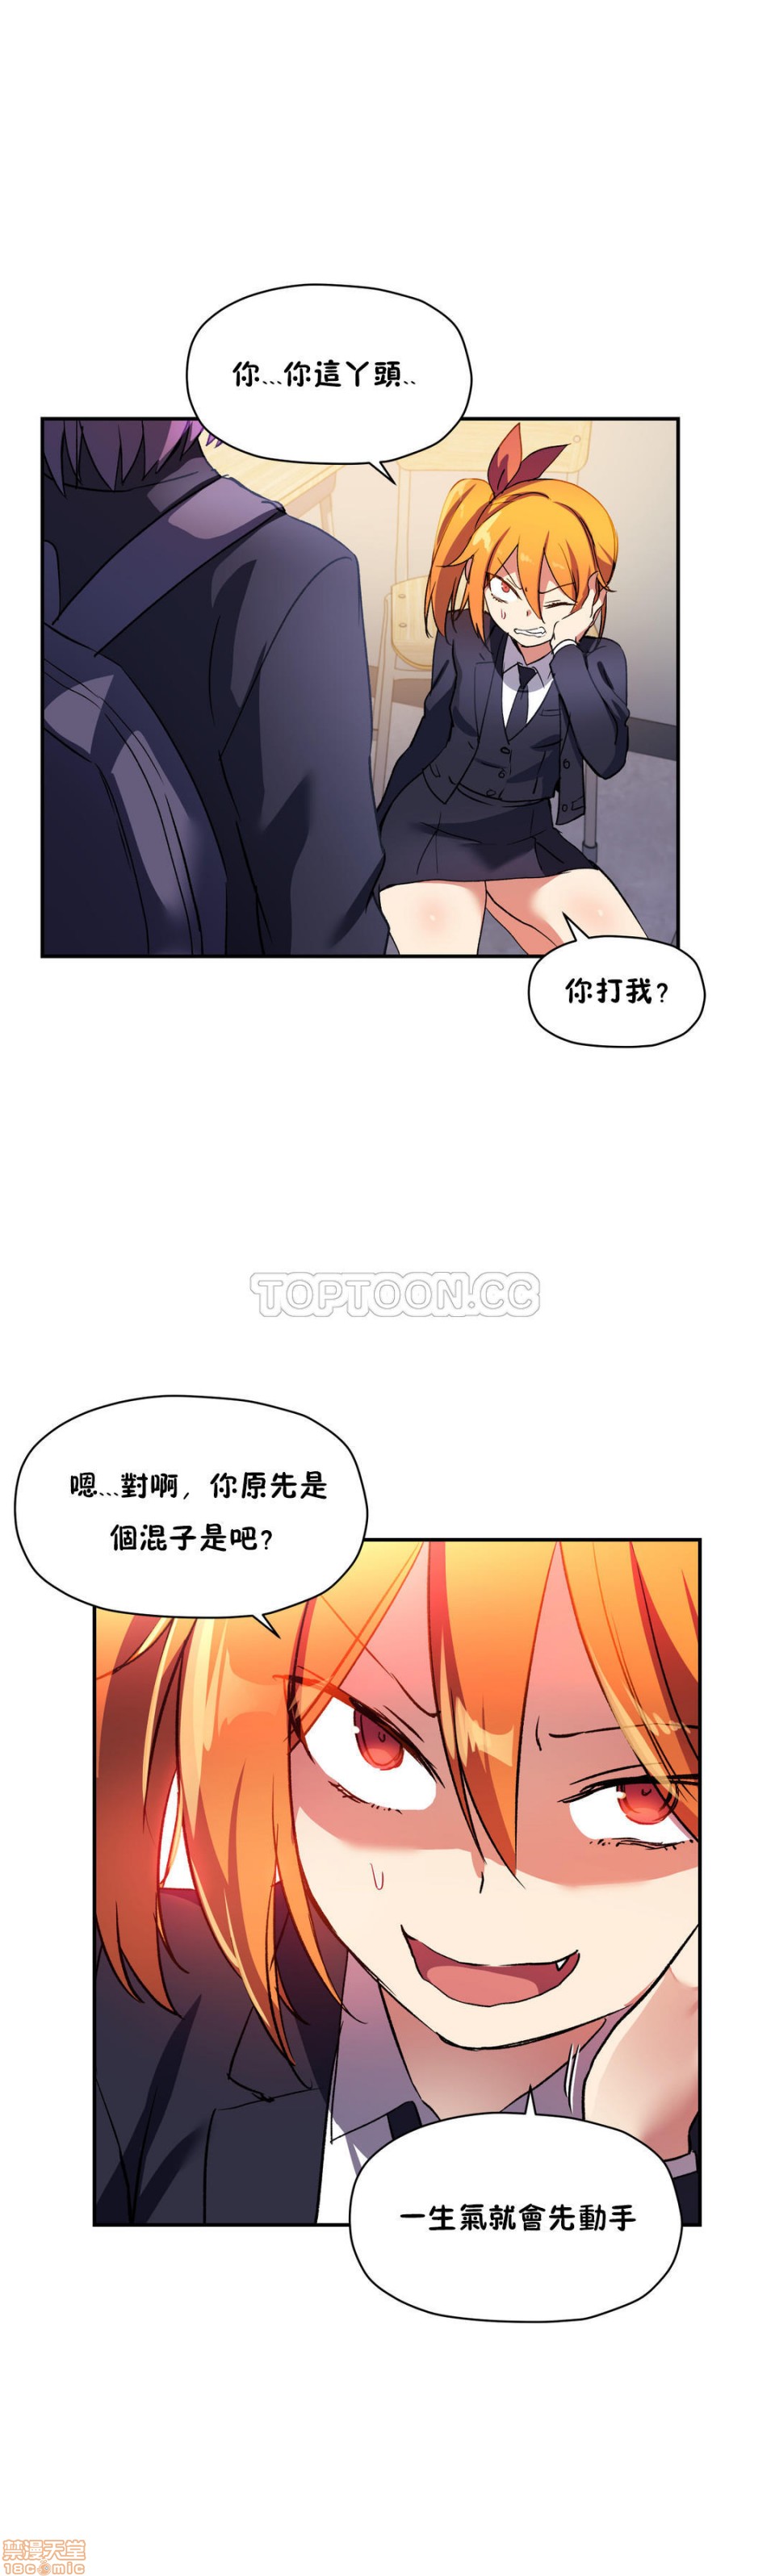 你...你這丫頭..
你打我?
TOPTOON.CC
嗯...對啊, 你原先是
個混子是吧?
一生氣就會先動手
禁漫天堂
18comic